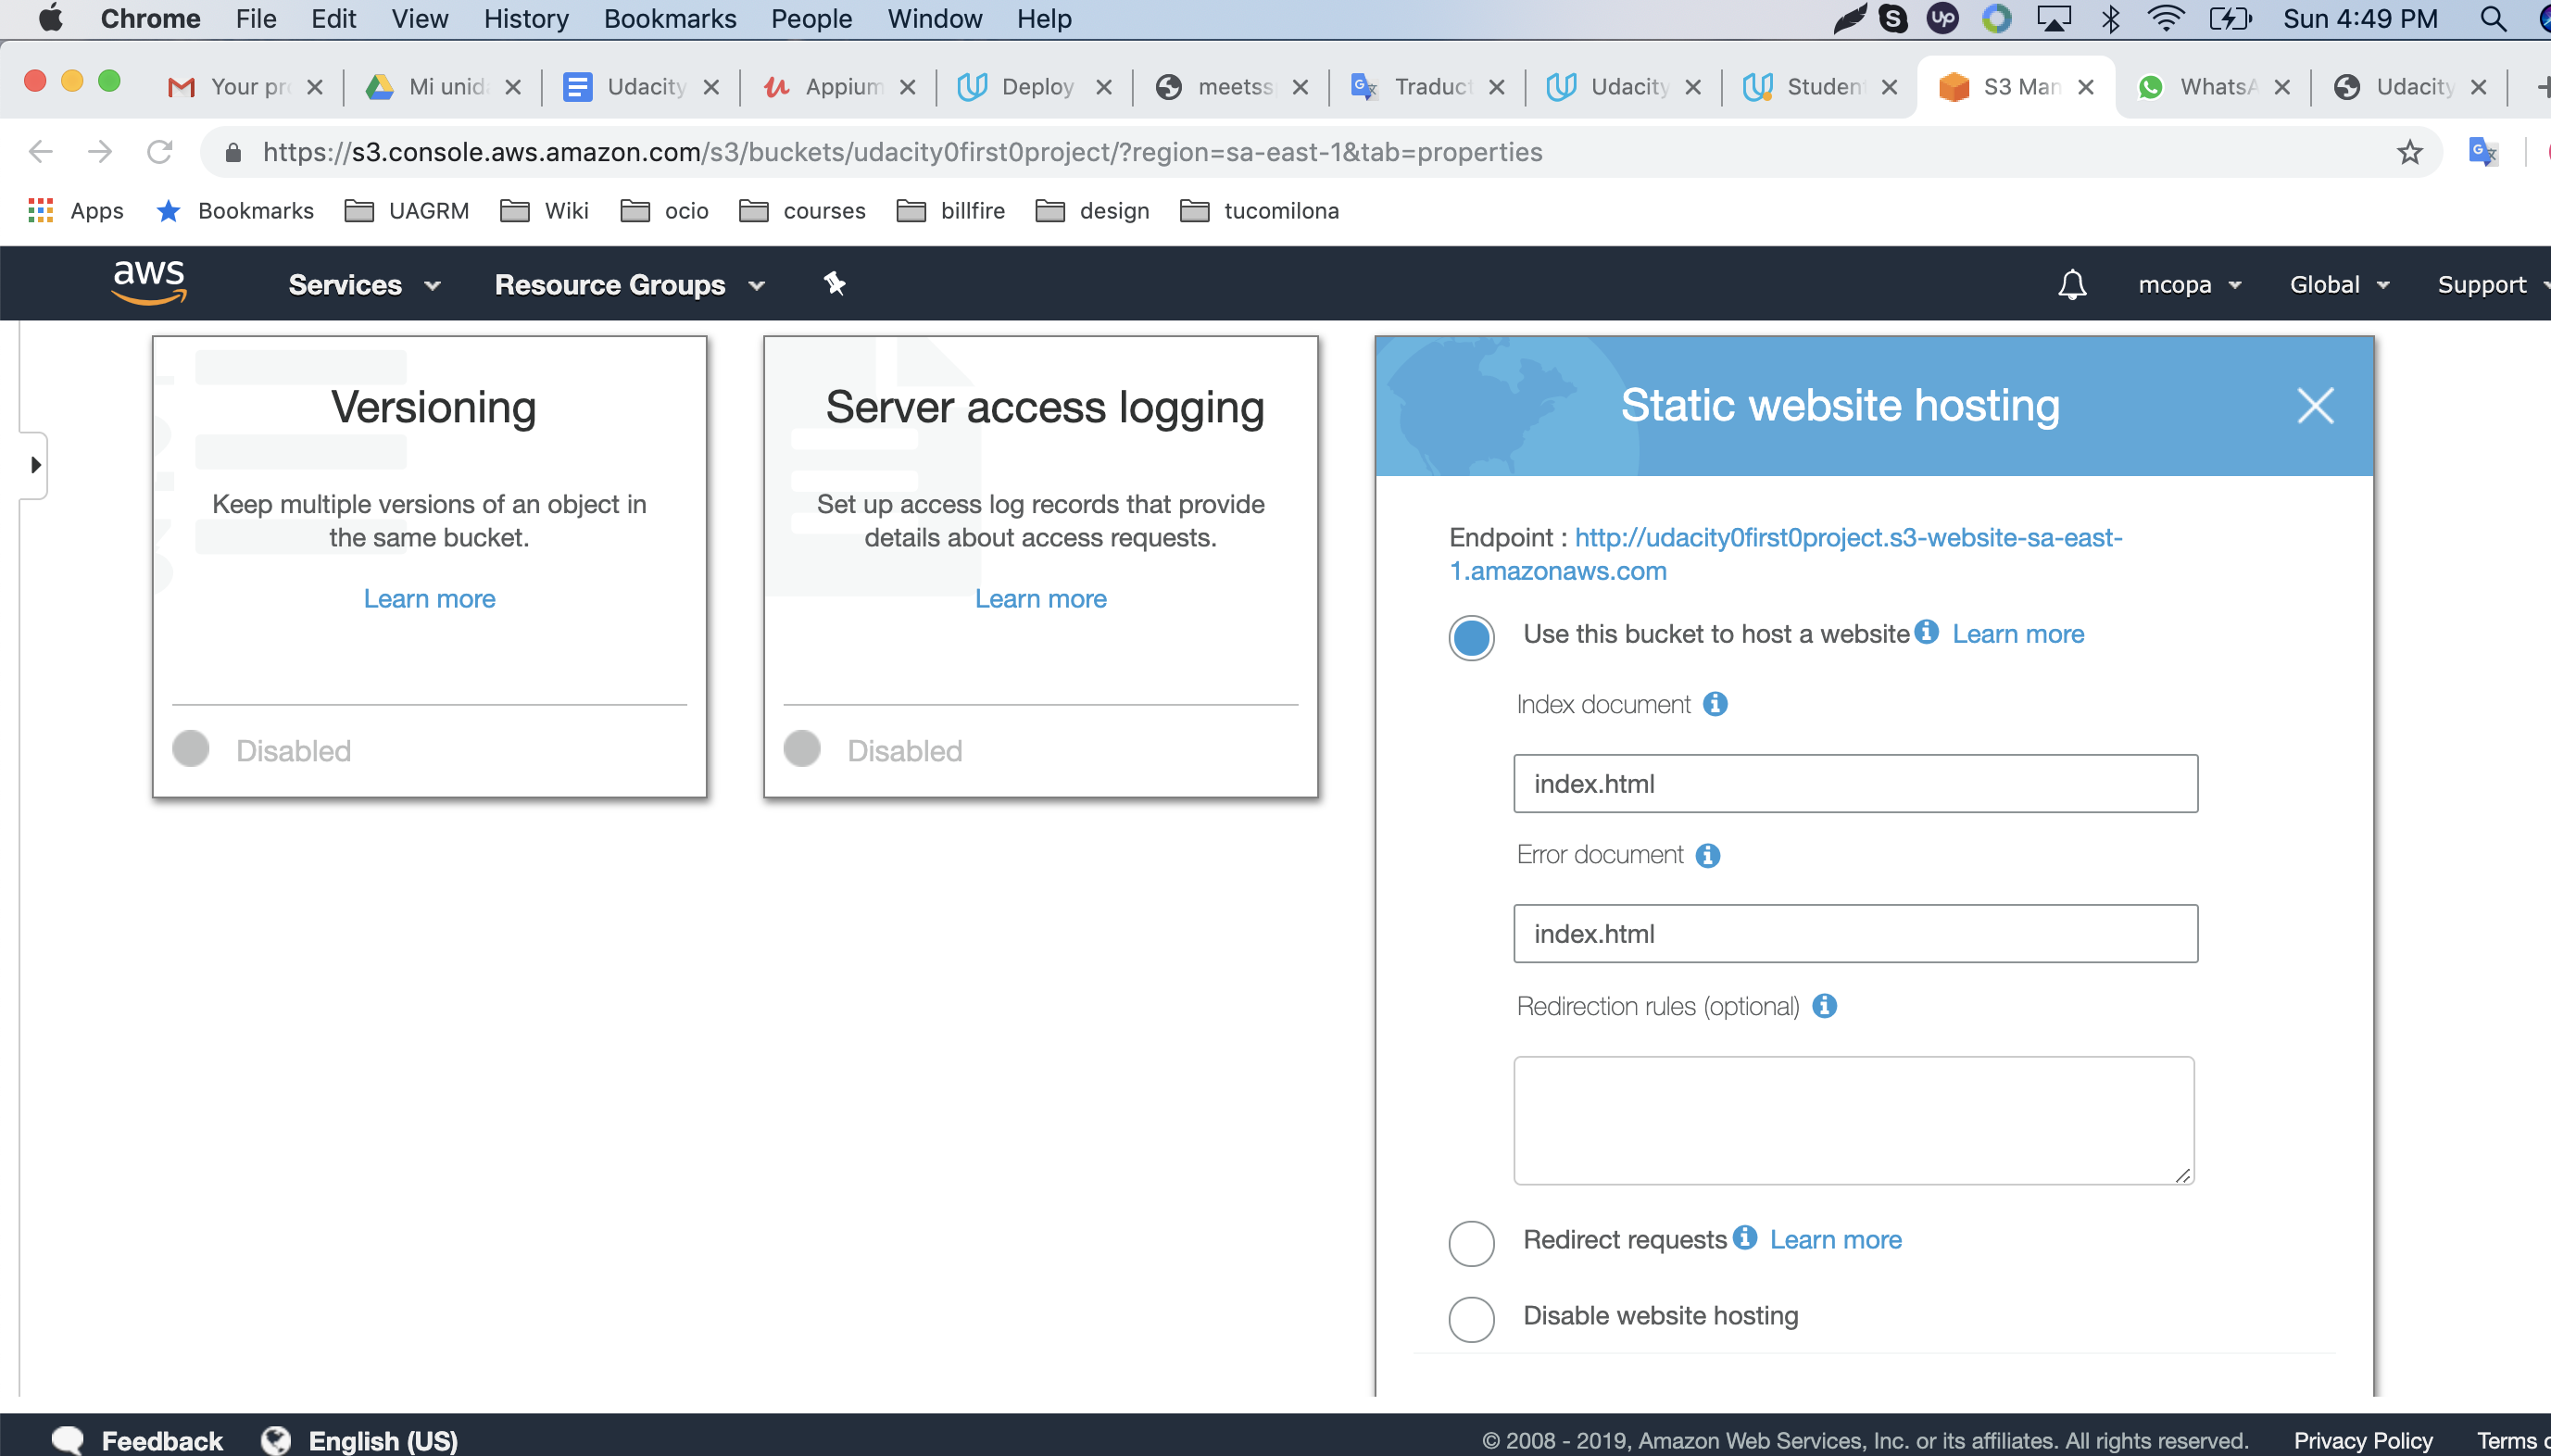 Chrome File Edit View History Bookmarks People Window Help
S up Sun 4:49 PM
Your pr Mi unid Udacity Appium Deploy meetss Traduct Udacity Student S3 Man WhatsA Udacity
https://s3.console.aws.amazon.com/s3/buckets/udacity0first0project/?region=sa-east-1&tab=properties
Apps Bookmarks UAGRM Wiki ocio courses billfire design tucomilona
aws Services Resource Groups mcopa Global Support
Versioning
Keep multiple versions of an object in
the same bucket.
Learn more
Disabled
Server access logging
Set up access log records that provide
details about access requests.
Learn more
Disabled
Static website hosting
Endpoint : http://udacity0first0project.s3-website-sa-east-
1.amazonaws.com
Use this bucket to host a website Learn more
Index document
index.html
Error document
index.html
Redirection rules (optional)
Redirect requests Learn more
Disable website hosting
Feedback English (US) © 2008 - 2019, Amazon Web Services, Inc. or its affiliates. All rights reserved. Privacy Policy Terms